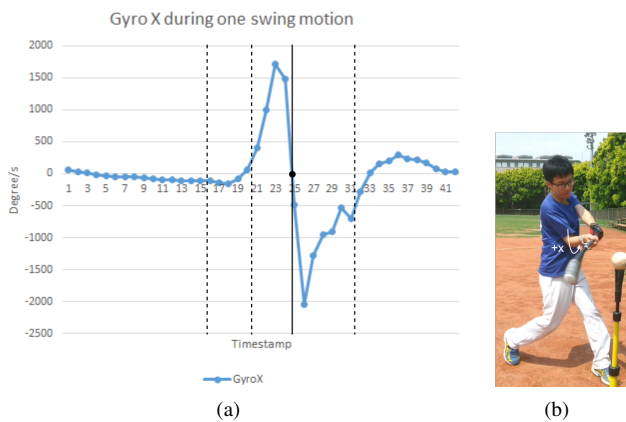 Gyro X during one swing motion
2000
1500
1000
500
0
-500
-1000
-1500
-2000
-2500
Degree/s
1 3 5 7 9 11 13 15 17 19 21 23 25 27 29 31 33 35 37 39 41
Timestamp
GyroX
+x
(a)
(b)